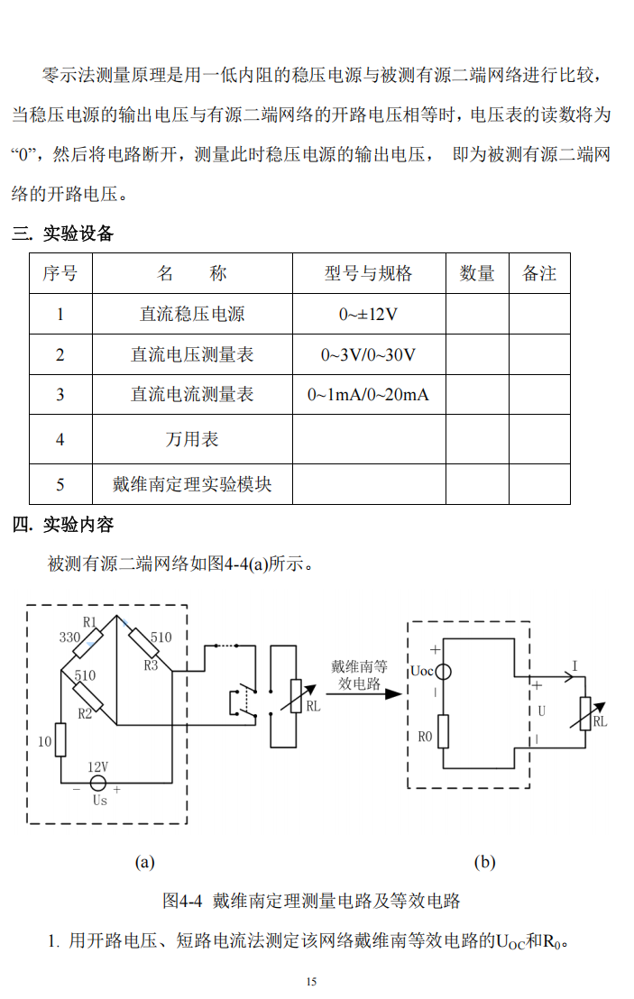 零示法测量原理是用一低内阻的稳压电源与被测有源二端网络进行比较，
当稳压电源的输出电压与有源二端网络的开路电压相等时，电压表的读数将为
“0”，然后将电路断开，测量此时稳压电源的输出电压， 即为被测有源二端网
络的开路电压。
三. 实验设备
序号 名 称 型号与规格 数量 备注
1 直流稳压电源 0~±12V
2 直流电压测量表 0~3V/0~30V
3 直流电流测量表 0~1mA/0~20mA
4 万用表
5 戴维南定理实验模块
四. 实验内容
被测有源二端网络如图4-4(a)所示。
R1
330
510
R3
510
R2
10
12V
- +
Us
RL
戴维南等
效电路
+
Uoc
-
R0
I
+
U
-
RL
(a) (b)
图4-4 戴维南定理测量电路及等效电路
1. 用开路电压、短路电流法测定该网络戴维南等效电路的UOC和R0。
15